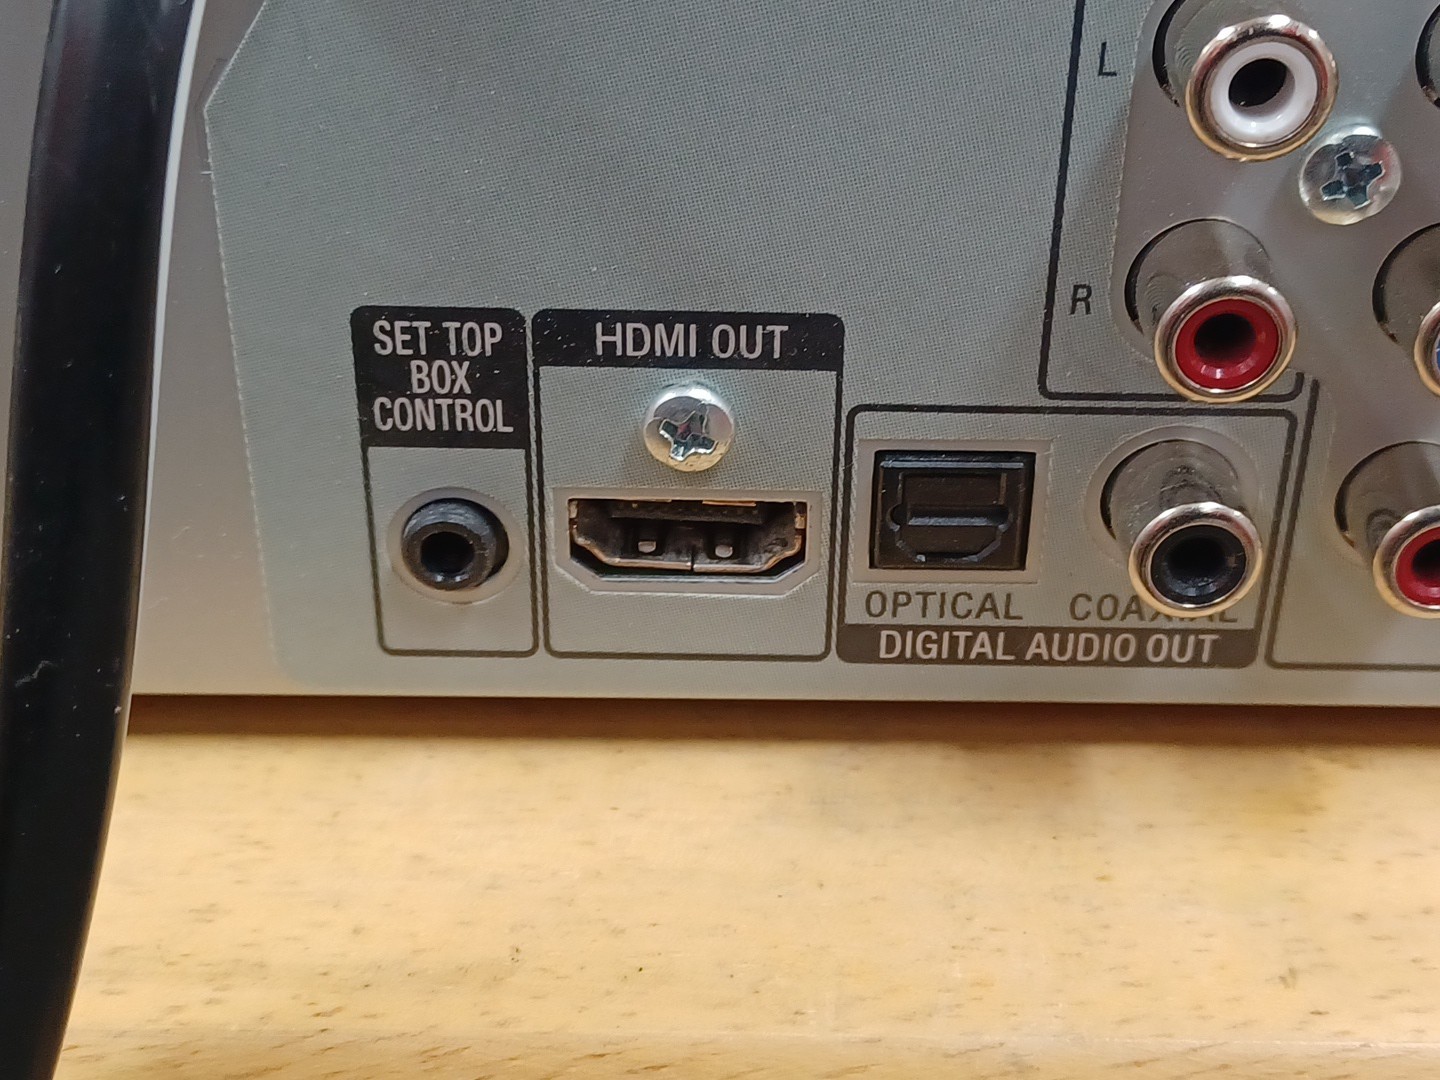 L
R
SET TOP
BOX
CONTROL
HDMI OUT
OPTICAL COAXIAL
DIGITAL AUDIO OUT